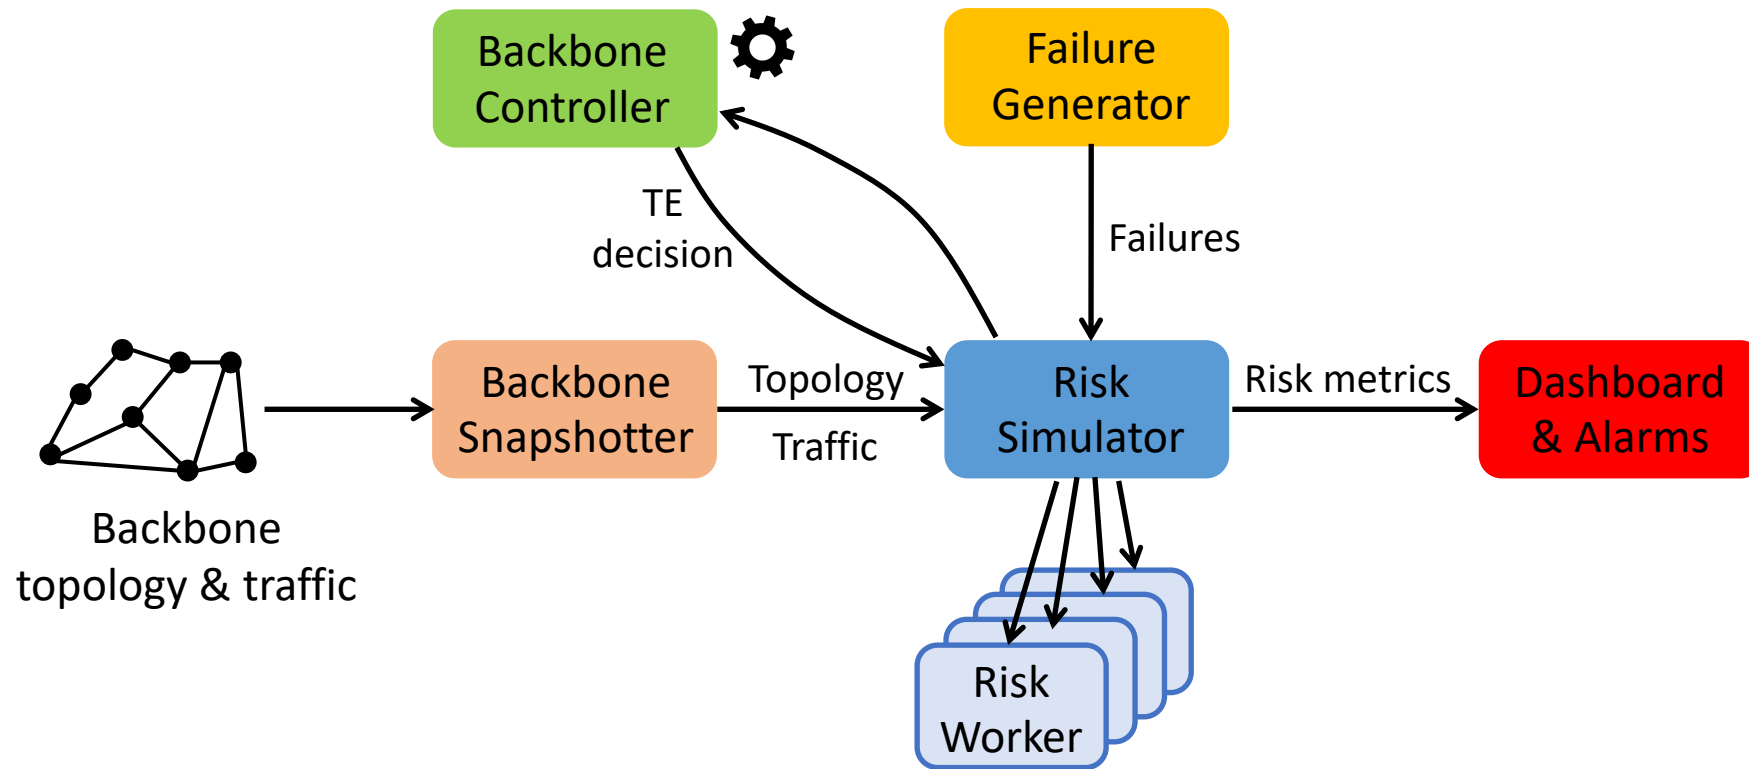 Backbone
Controller
Failure
Generator
TE
decision
Failures
Backbone
Snapshotter
Topology
Traffic
Risk
Simulator
Risk metrics
Dashboard
& Alarms
Backbone
topology & traffic
Risk
Worker